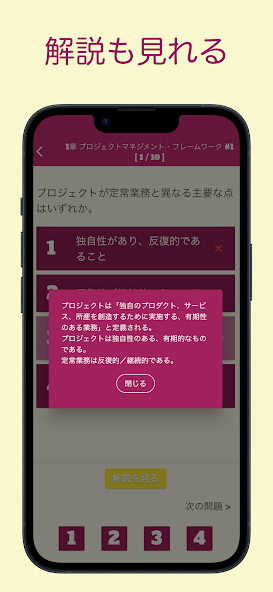 解説も見れる
1章 プロジェクトマネジメント・フレームワーク #1
[ 1 / 10 ]
プロジェクトが定常業務と異なる主要な点
はいずれか。
1 独自性があり、反復的であ
ること
2
プロジェクトは「独自のプロダクト、サービ
ス、所産を創造するために実施する、有期性
のある業務」と定義される。
プロジェクトは独自性のある、有期的なもの
である。
定常業務は反復的／継続的である。
閉じる
解説を見る
次の問題 >
1 2 3 4